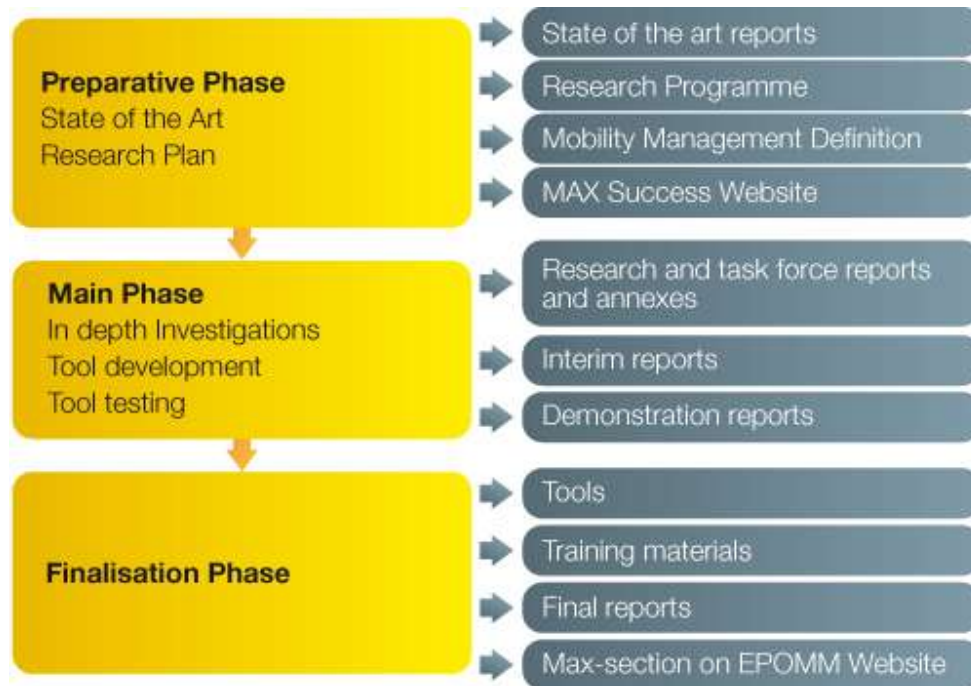 Preparative Phase
State of the Art
Research Plan
State of the art reports
Research Programme
Mobility Management Definition
MAX Success Website
Main Phase
In depth Investigations
Tool development
Tool testing
Research and task force reports
and annexes
Interim reports
Demonstration reports
Finalisation Phase
Tools
Training materials
Final reports
Max-section on EPOMM Website